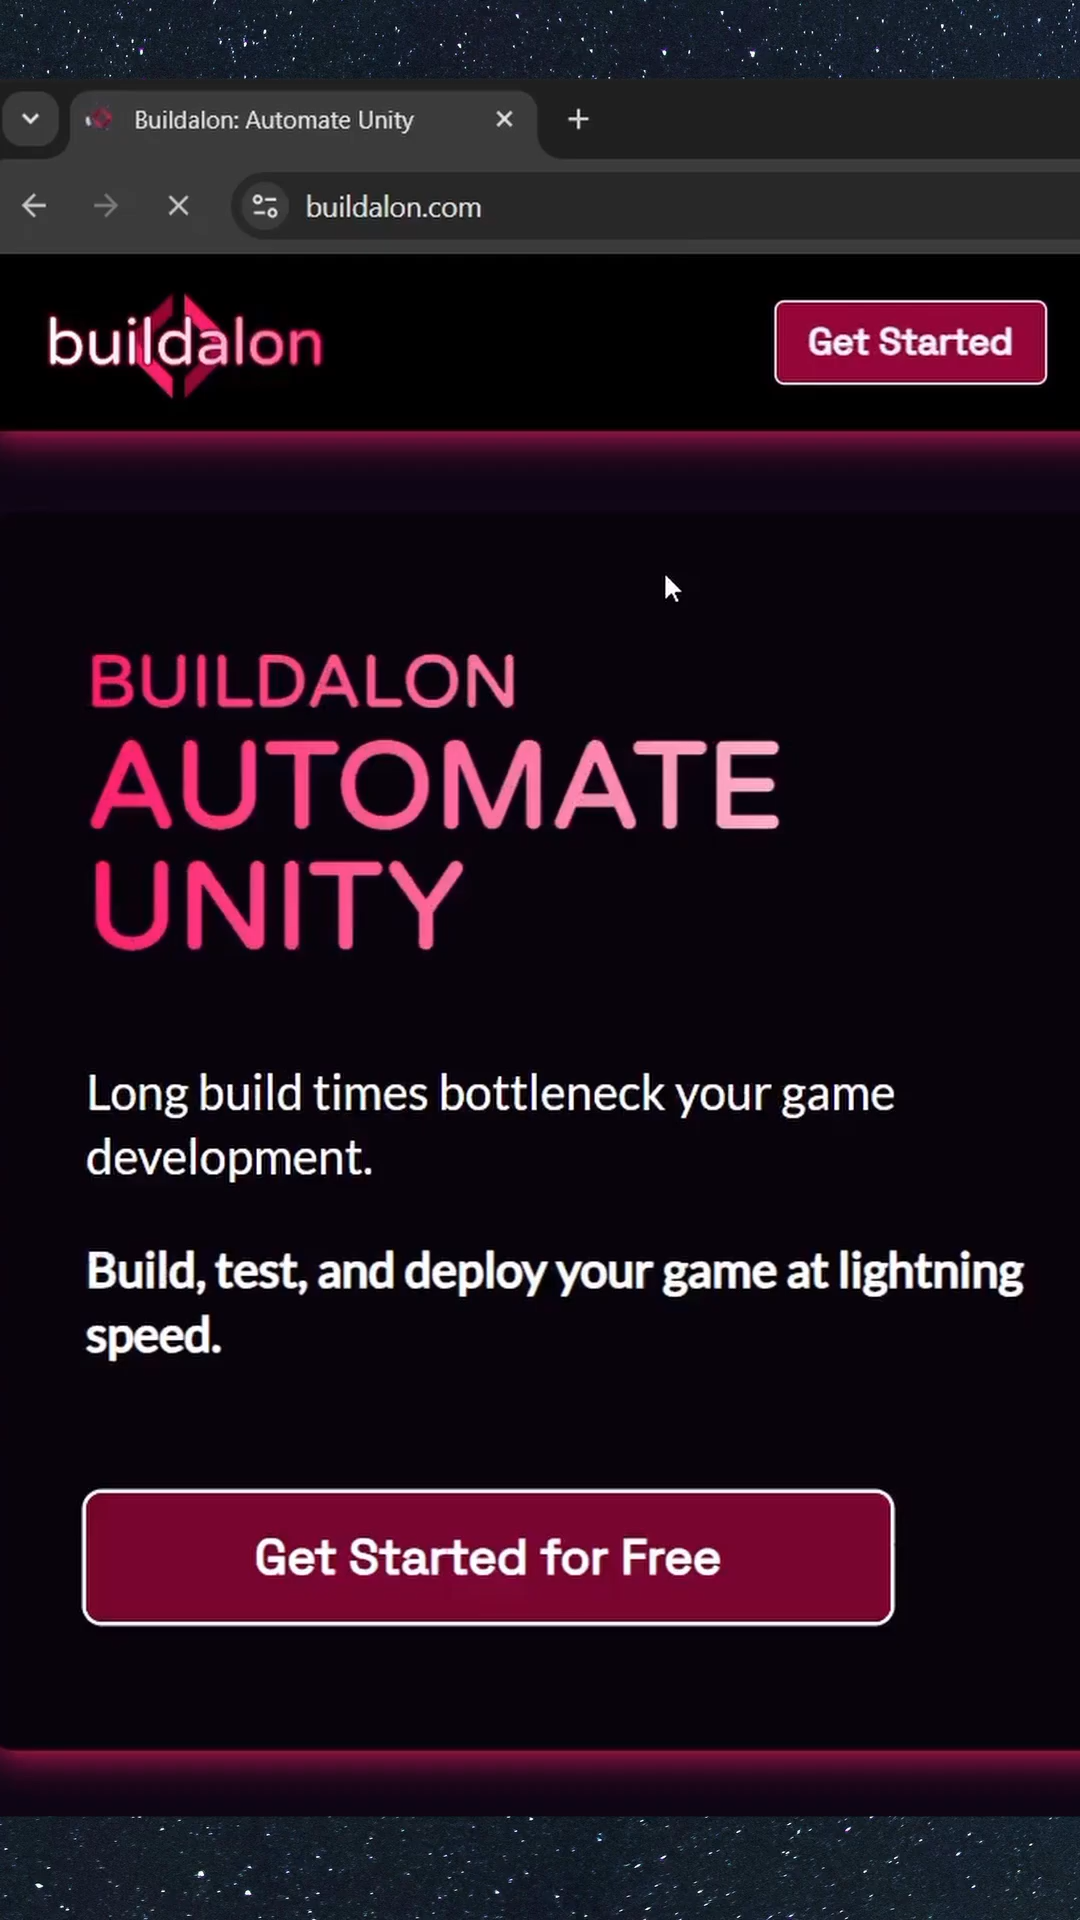 Buildalon: Automate Unity
buildalon.com
buildalon
Get Started
BUILDALON
AUTOMATE
UNITY
Long build times bottleneck your game
development.
Build, test, and deploy your game at lightning
speed.
Get Started for Free